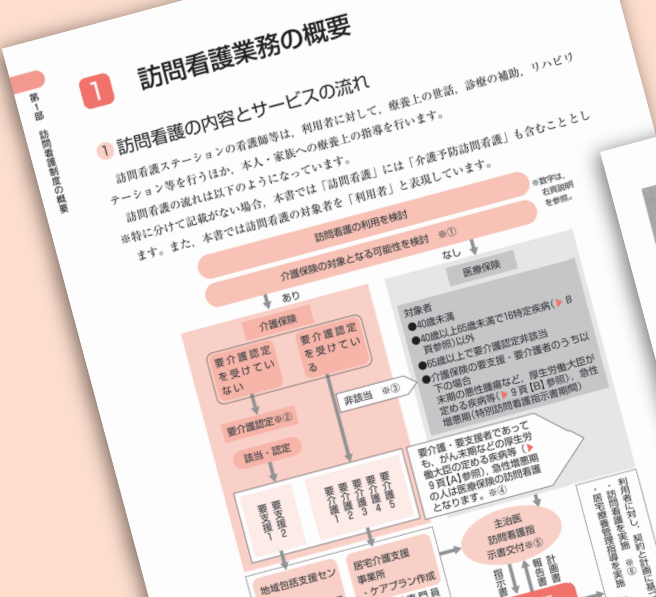 第1部 訪問看護制度の概要
1 訪問看護業務の概要
1 訪問看護の内容とサービスの流れ
訪問看護ステーションの看護師等は、利用者に対して、療養上の世話、診療の補助、リハビリ
テーション等を行うほか、本人・家族への療養上の指導を行います。
訪問看護の流れは以下のようになっています。
※特に分けて記載がない場合、本書では「訪問看護」には「介護予防訪問看護」も含むこととし
ます。また、本書では訪問看護の対象者を「利用者」と表現しています。
※数字は、
右頁説明
を参照。
訪問看護の利用を検討
介護保険の対象となる可能性を検討 ※①
あり
なし
介護保険
要介護認定
を受けてい
ない
要介護認定
を受けてい
る
要介護認定※②
該当・認定
非該当 ※③
医療保険
対象者
●40歳未満
●40歳以上65歳未満で16特定疾病(▶8
頁参照)以外
●65歳以上で要介護認定非該当
●介護保険の要支援・要介護者のうち以
下の場合
末期の悪性腫瘍など、厚生労働大臣が
定める疾病等(▶9頁【B】参照)、急性
増悪期(特別訪問看護指示書期間)
要介護・要支援者であって
も、がん末期などの厚生労
働大臣の定める疾病等(▶
9頁【A】参照)、急性増悪期
の人は医療保険の訪問看護
となります。※④
要支援1
要支援2
要介護1
要介護2
要介護3
要介護4
要介護5
地域包括支援セン
居宅介護支援
事業所
・ケアプラン作成
主治医
訪問看護指
示書交付※⑤
指示書
報告書
計画書
利用者に対し、契約と計画に基
・訪問看護を実施 ※⑥
・居宅療養管理指導を実施